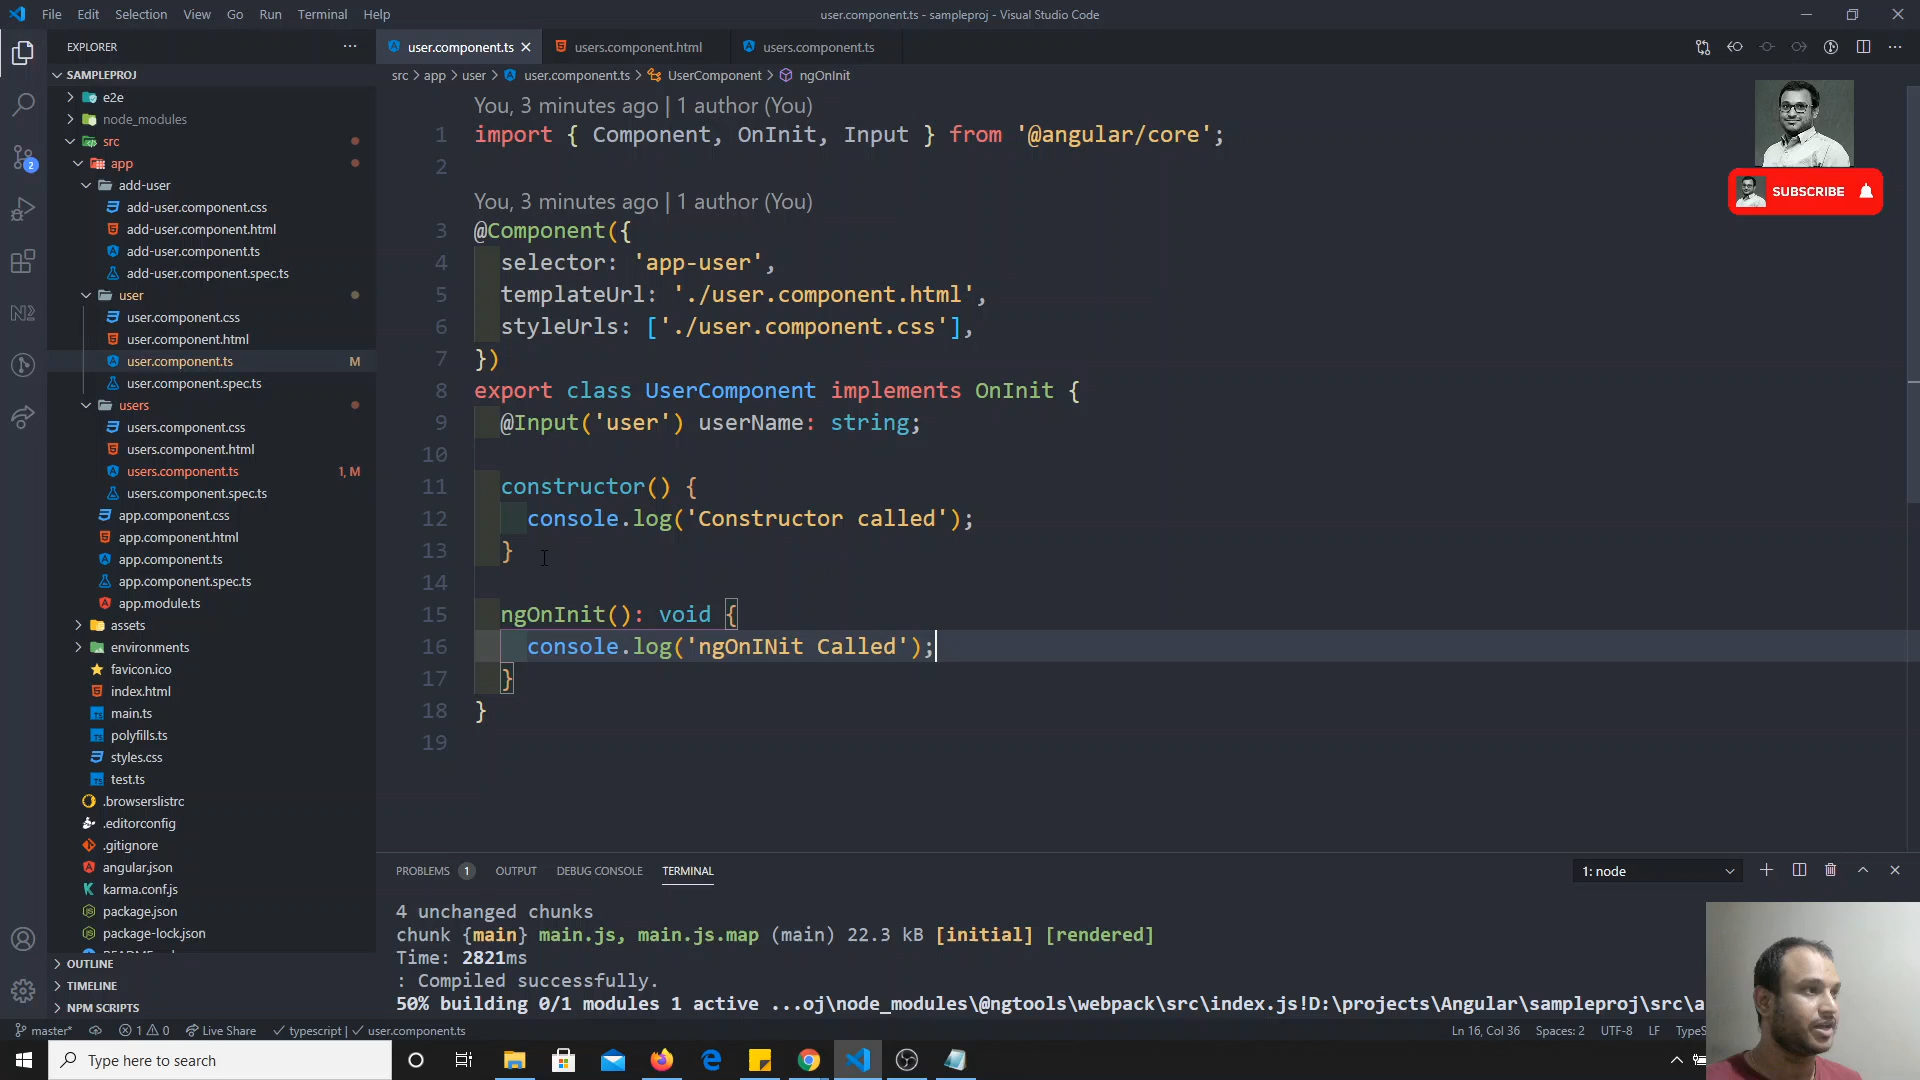 File Edit Selection View Go Run Terminal Help
user.component.ts - sampleproj - Visual Studio Code
EXPLORER
SAMPLEPROJ
e2e
node_modules
src
app
add-user
add-user.component.css
add-user.component.html
add-user.component.ts
add-user.component.spec.ts
user
user.component.css
user.component.html
user.component.ts M
user.component.spec.ts
users
users.component.css
users.component.html
users.component.ts 1, M
users.component.spec.ts
app.component.css
app.component.html
app.component.ts
app.component.spec.ts
app.module.ts
assets
environments
favicon.ico
index.html
main.ts
polyfills.ts
styles.css
test.ts
.browserslistrc
.editorconfig
.gitignore
angular.json
karma.conf.js
package.json
package-lock.json
OUTLINE
TIMELINE
NPM SCRIPTS
2
user.component.ts users.component.html users.component.ts
src > app > user > user.component.ts > UserComponent > ngOnInit
You, 3 minutes ago | 1 author (You)
1 import { Component, OnInit, Input } from '@angular/core';
2
You, 3 minutes ago | 1 author (You)
3 @Component({
4 selector: 'app-user',
5 templateUrl: './user.component.html',
6 styleUrls: ['./user.component.css'],
7 })
8 export class UserComponent implements OnInit {
9 @Input('user') userName: string;
10
11 constructor() {
12 console.log('Constructor called');
13 }
14
15 ngOnInit(): void {
16 console.log('ngOnINit Called');
17 }
18 }
19
SUBSCRIBE
PROBLEMS 1 OUTPUT DEBUG CONSOLE TERMINAL
1: node
4 unchanged chunks
chunk {main} main.js, main.js.map (main) 22.3 kB [initial] [rendered]
Time: 2821ms
: Compiled successfully.
50% building 0/1 modules 1 active ...oj\node_modules\@ngtools\webpack\src\index.js!D:\projects\Angular\sampleproj\src\a
master* 1 0 Live Share typescript | user.component.ts
Ln 16, Col 36 Spaces: 2 UTF-8 LF TypeS
Type here to search